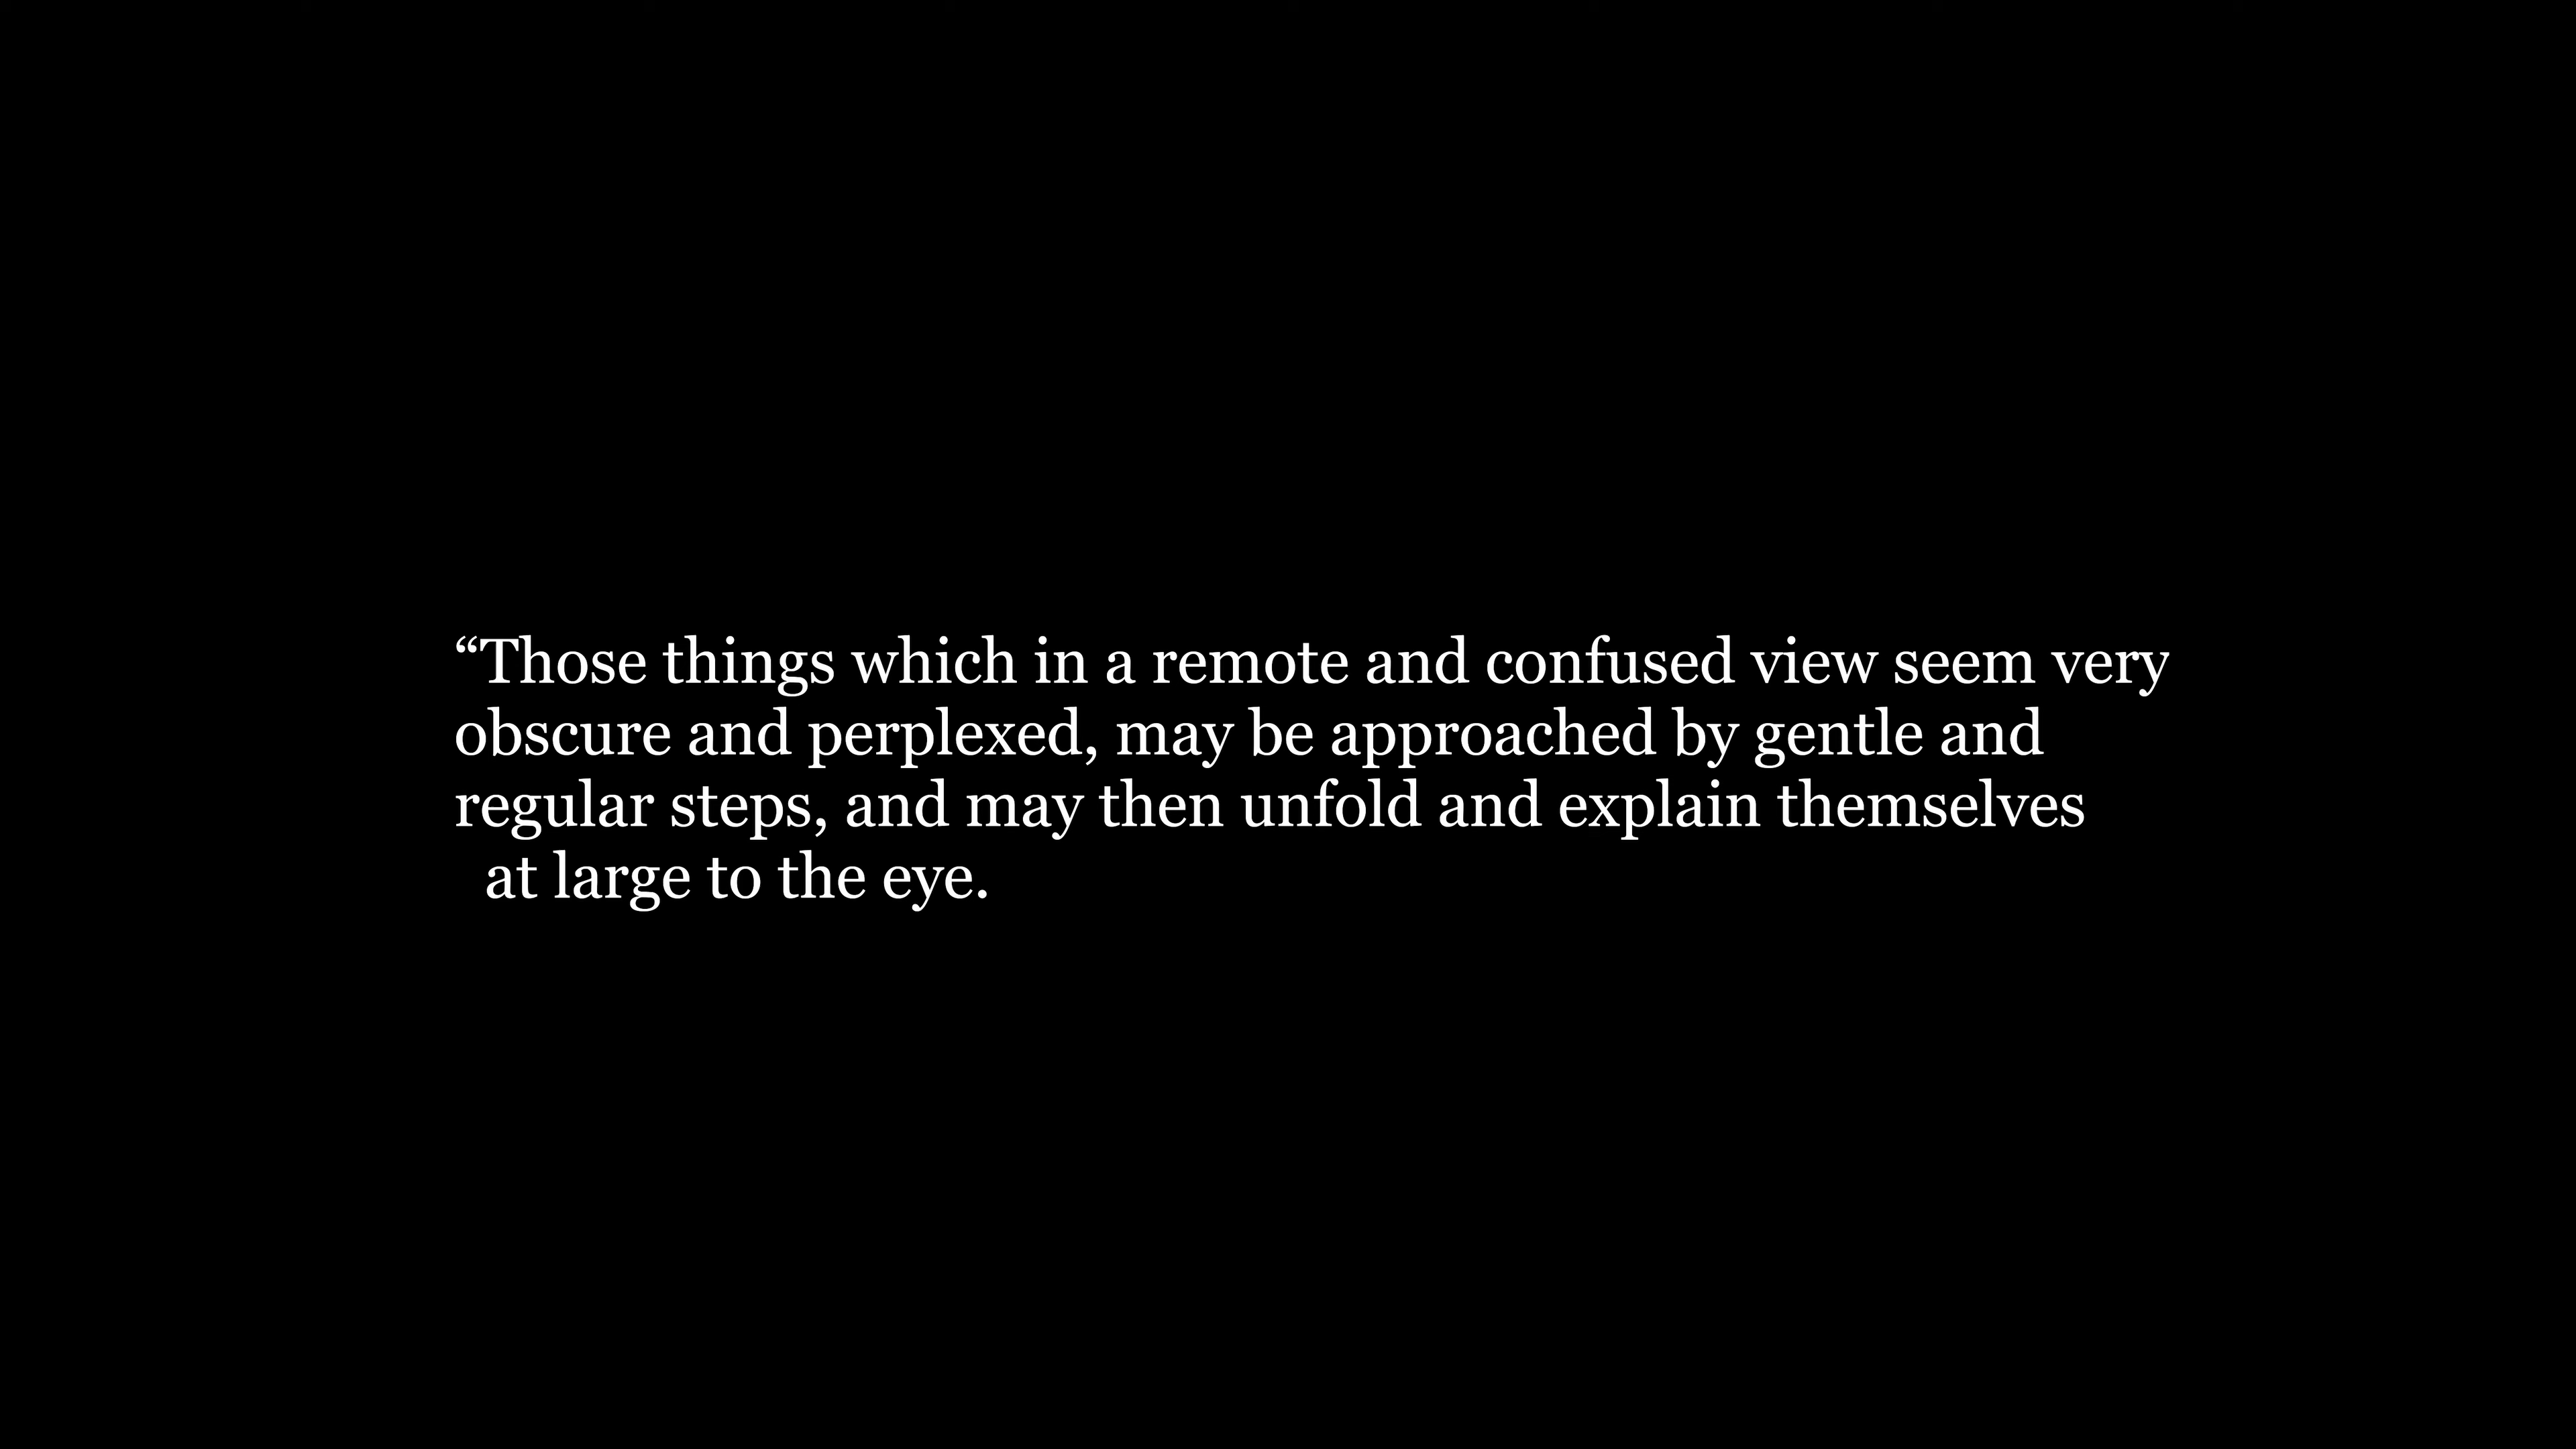 “Those things which in a remote and confused view seem very
obscure and perplexed, may be approached by gentle and
regular steps, and may then unfold and explain themselves
at large to the eye.